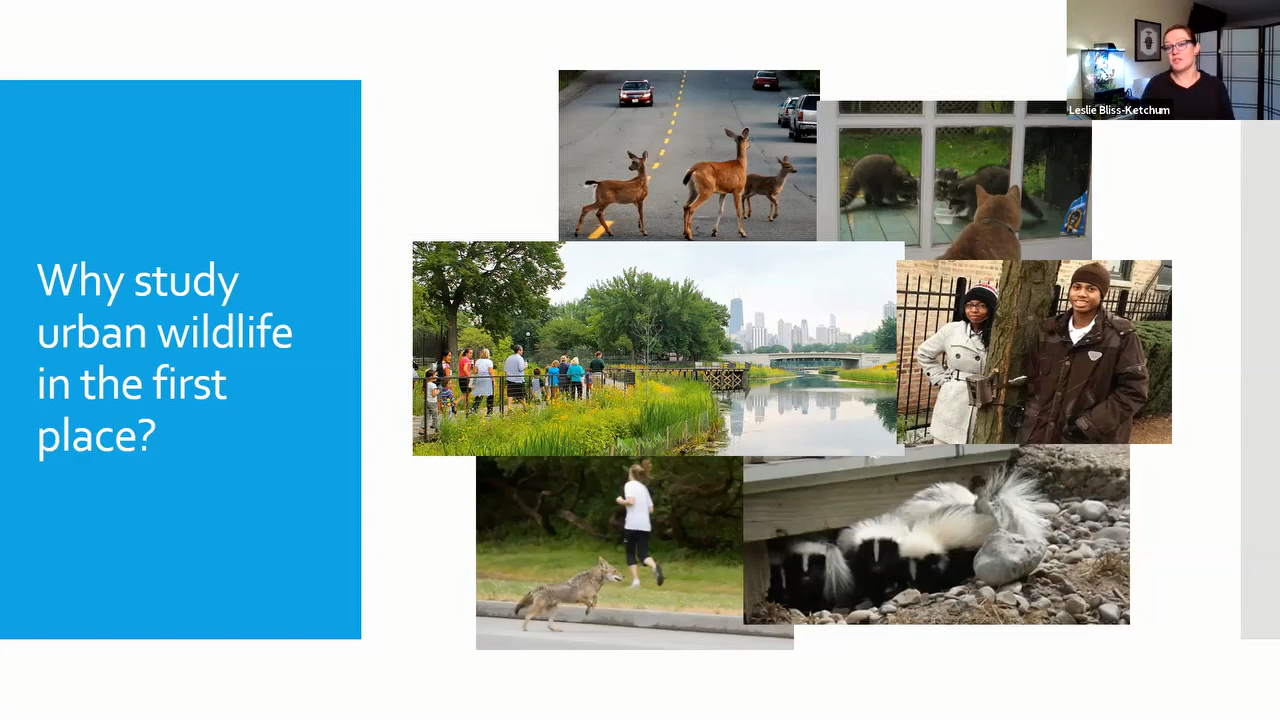 Leslie Bliss-Ketchum
Why study
urban wildlife
in the first
place?